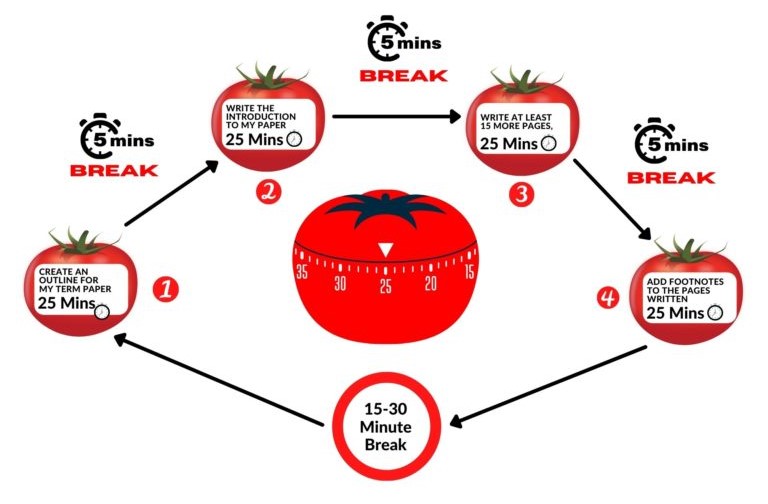 5 mins
BREAK
CREATE AN
OUTLINE FOR
MY TERM PAPER
25 Mins
1
5 mins
BREAK
WRITE THE
INTRODUCTION
TO MY PAPER
25 Mins
2
WRITE AT LEAST
15 MORE PAGES,
25 Mins
3
5 mins
BREAK
ADD FOOTNOTES
TO THE PAGES
WRITTEN
25 Mins
4
35 30 25 20 15
15-30
Minute
Break